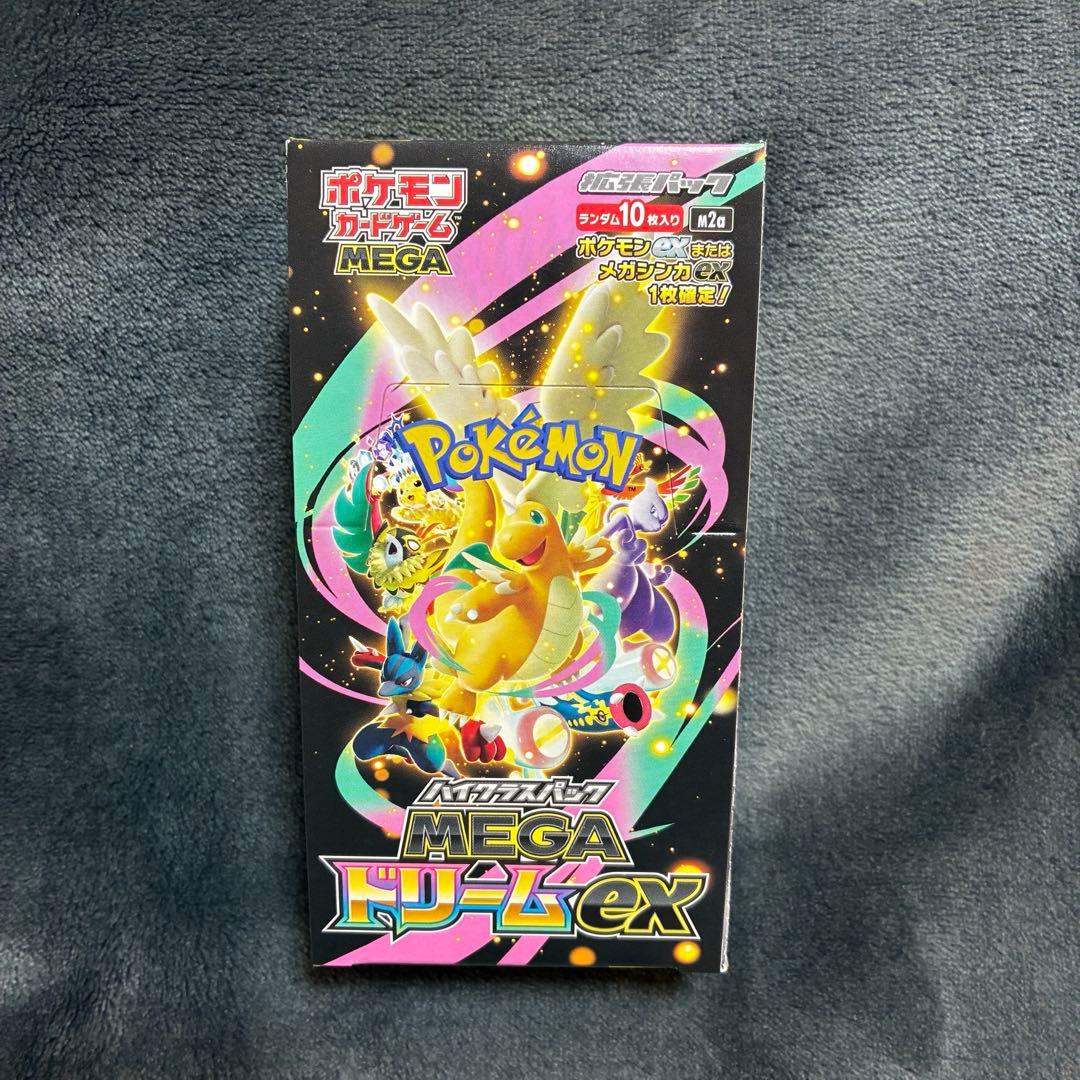 ポケモン
カードゲーム™
MEGA
拡張パック
ランダム10枚入り M2a
ポケモンexまたは
メガシンカex
1枚確定!
POKéMON™
ハイクラスパック
MEGA
ドリームex